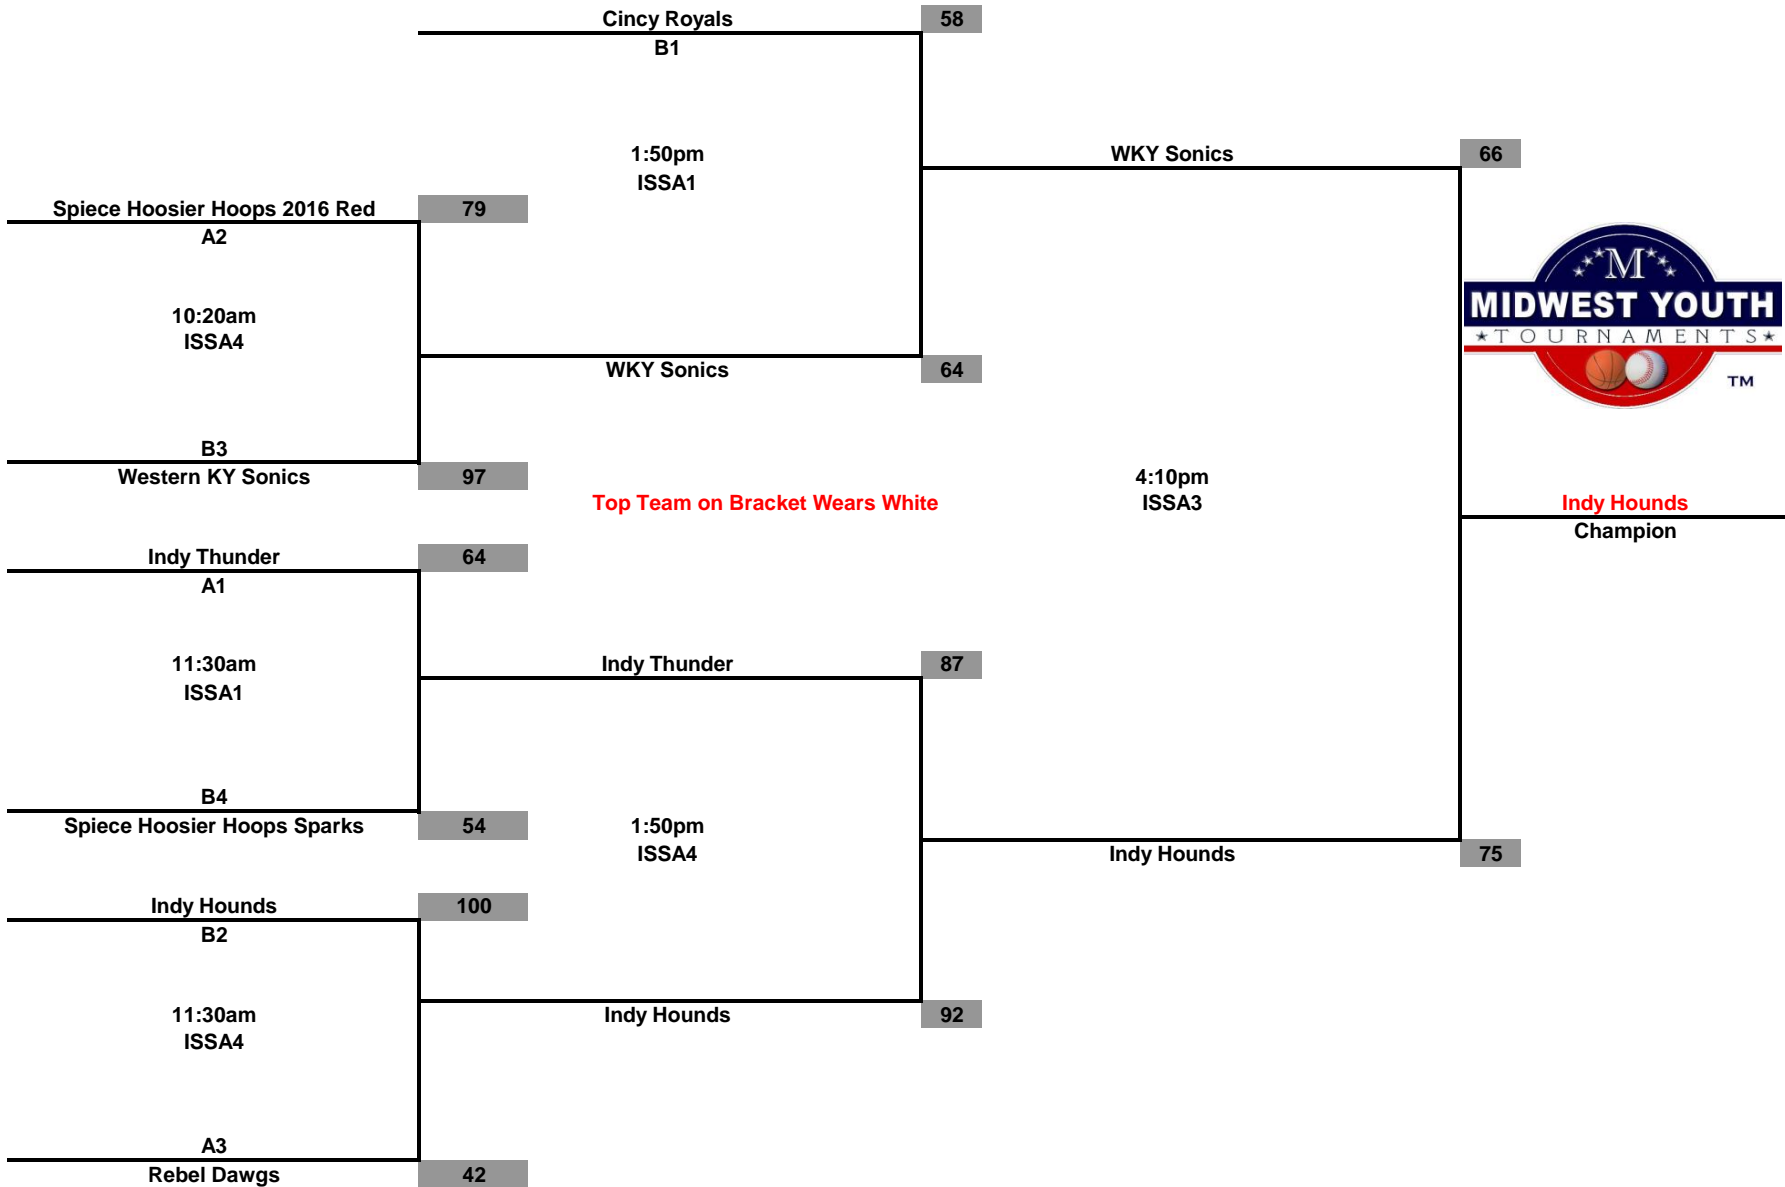 Cincy Royals 58
B1
1:50pm
ISSA1
WKY Sonics 66
Spiece Hoosier Hoops 2016 Red 79
A2
10:20am
ISSA4
WKY Sonics 64
B3
Western KY Sonics 97
M
MIDWEST YOUTH
TOURNAMENTS
TM
Top Team on Bracket Wears White
4:10pm
ISSA3
Indy Hounds
Champion
Indy Thunder 64
A1
11:30am
ISSA1
Indy Thunder 87
B4
Spiece Hoosier Hoops Sparks 54
1:50pm
ISSA4
Indy Hounds 75
Indy Hounds 100
B2
11:30am
ISSA4
Indy Hounds 92
A3
Rebel Dawgs 42